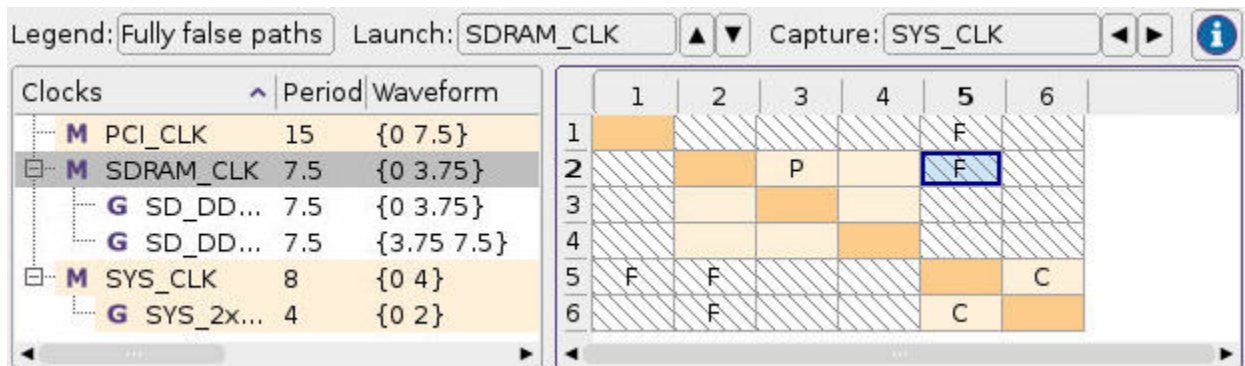 Legend: Fully false paths Launch: SDRAM_CLK Capture: SYS_CLK
Clocks Period Waveform 1 2 3 4 5 6
M PCI_CLK 15 {0 7.5} 1 F
M SDRAM_CLK 7.5 {0 3.75} 2 P F
G SD_DD... 7.5 {0 3.75} 3
G SD_DD... 7.5 {3.75 7.5} 4
M SYS_CLK 8 {0 4} 5 F F C
G SYS_2x... 4 {0 2} 6 F C